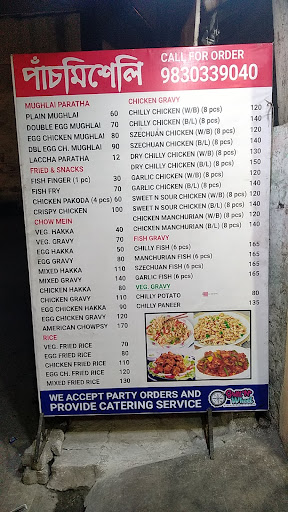 পাঁচমিশেলি
CALL FOR ORDER
9830339040
MUGHLAI PARATHA
PLAIN MUGHLAI 60
DOUBLE EGG MUGHLAI 70
EGG CHICKEN MUGHLAI 80
DBL EGG CH. MUGHLAI 90
LACCHA PARATHA 12
FRIED & SNACKS
FISH FINGER (1 pc) 30
FISH FRY 70
CHICKEN PAKODA (4 pcs) 60
CRISPY CHICKEN 100
CHOW MEIN
VEG. HAKKA 40
VEG. GRAVY 70
EGG HAKKA 50
EGG GRAVY 80
MIXED HAKKA 110
MIXED GRAVY 140
CHICKEN HAKKA 80
CHICKEN GRAVY 110
EGG CHICKEN HAKKA
EGG CHICKEN GRAVY 120
AMERICAN CHOWPSY 170
RICE
VEG. FRIED RICE 70
EGG FRIED RICE 80
CHICKEN FRIED RICE 110
EGG CH. FRIED RICE 120
MIXED FRIED RICE 130
CHICKEN GRAVY
CHILLY CHICKEN (W/B) (8 pcs) 120
CHILLY CHICKEN (B/L) (8 pcs) 140
SZECHUAN CHICKEN (W/B) (8 pcs) 120
SZECHUAN CHICKEN (B/L) (8 pcs) 140
DRY CHILLY CHICKEN (W/B) (8 pcs) 130
DRY CHILLY CHICKEN (B/L) (8 pcs) 150
GARLIC CHICKEN (W/B) (8 pcs) 120
GARLIC CHICKEN (B/L) (8 pcs) 140
SWEET N SOUR CHICKEN (W/B) (8 pcs) 120
SWEET N SOUR CHICKEN (B/L) (8 pcs) 140
CHICKEN MANCHURIAN (W/B) (8 pcs) 120
CHICKEN MANCHURIAN (B/L) (8 pcs) 140
FISH GRAVY
CHILLY FISH (6 pcs) 165
MANCHURIAN FISH (6 pcs) 165
SZECHUAN FISH (6 pcs) 165
GARLIC FISH (6 pcs) 165
VEG. GRAVY
CHILLY POTATO 80
CHILLY PANEER 135
WE ACCEPT PARTY ORDERS AND
PROVIDE CATERING SERVICE